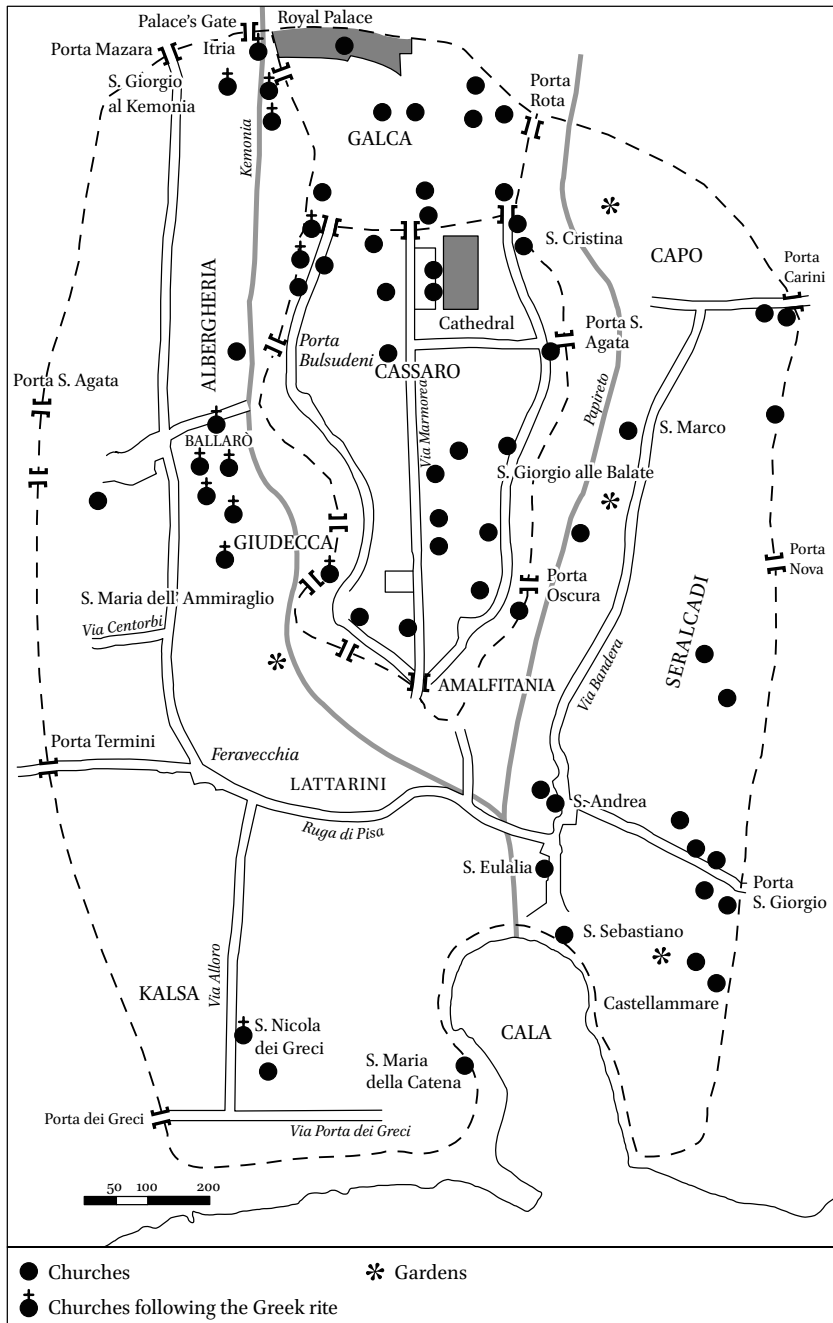 Palace's Gate
Royal Palace
Porta Mazara
Itria
S. Giorgio
al Kemonia
Porta
Rota
GALCA
Kemonia
S. Cristina
CAPO
Porta
Carini
ALBERGHERIA
Cathedral
Porta
Bulsudeni
Porta S.
Agata
CASSARO
Porta S. Agata
Via Marmorea
Papireto
S. Marco
BALLARÒ
S. Giorgio alle Balate
GIUDECCA
Porta
Nova
Porta
Oscura
S. Maria dell' Ammiraglio
Via Centorbi
SERALCADI
Via Bandera
AMALFITANIA
Porta Termini
Feravecchia
LATTARINI
S. Andrea
Ruga di Pisa
S. Eulalia
Porta
S. Giorgio
S. Sebastiano
Via Alloro
KALSA
Castellammare
S. Nicola
dei Greci
CALA
S. Maria
della Catena
Porta dei Greci
Via Porta dei Greci
50 100 200
Churches
Gardens
Churches following the Greek rite